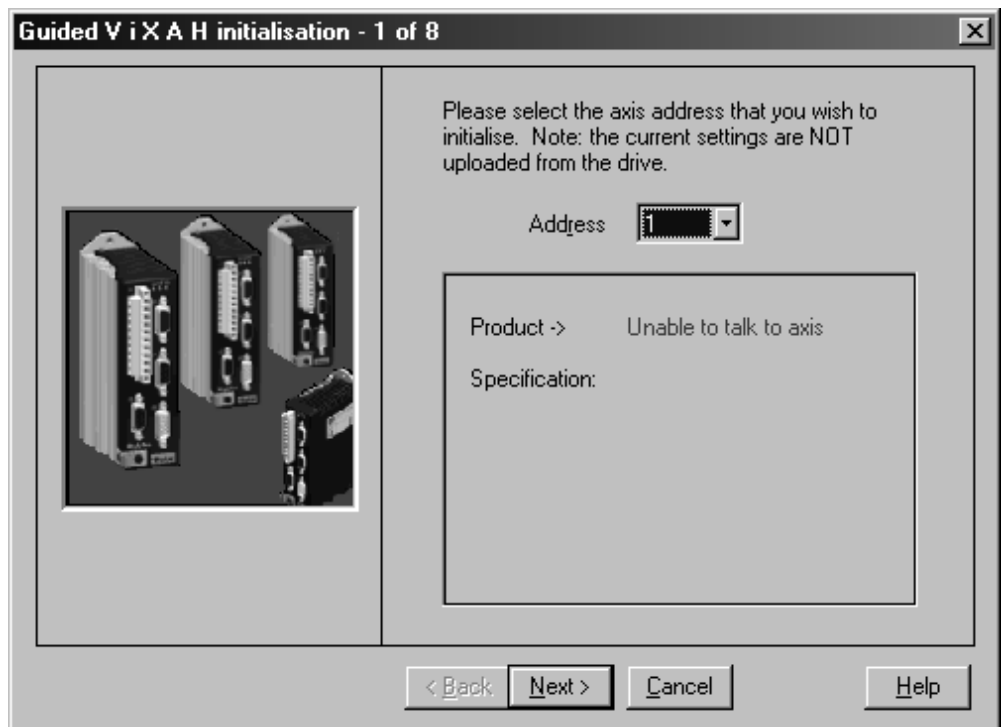 Guided V i X A H initialisation - 1 of 8
Please select the axis address that you wish to
initialise. Note: the current settings are NOT
uploaded from the drive.
Address 1
Product -> Unable to talk to axis
Specification:
< Back Next > Cancel Help